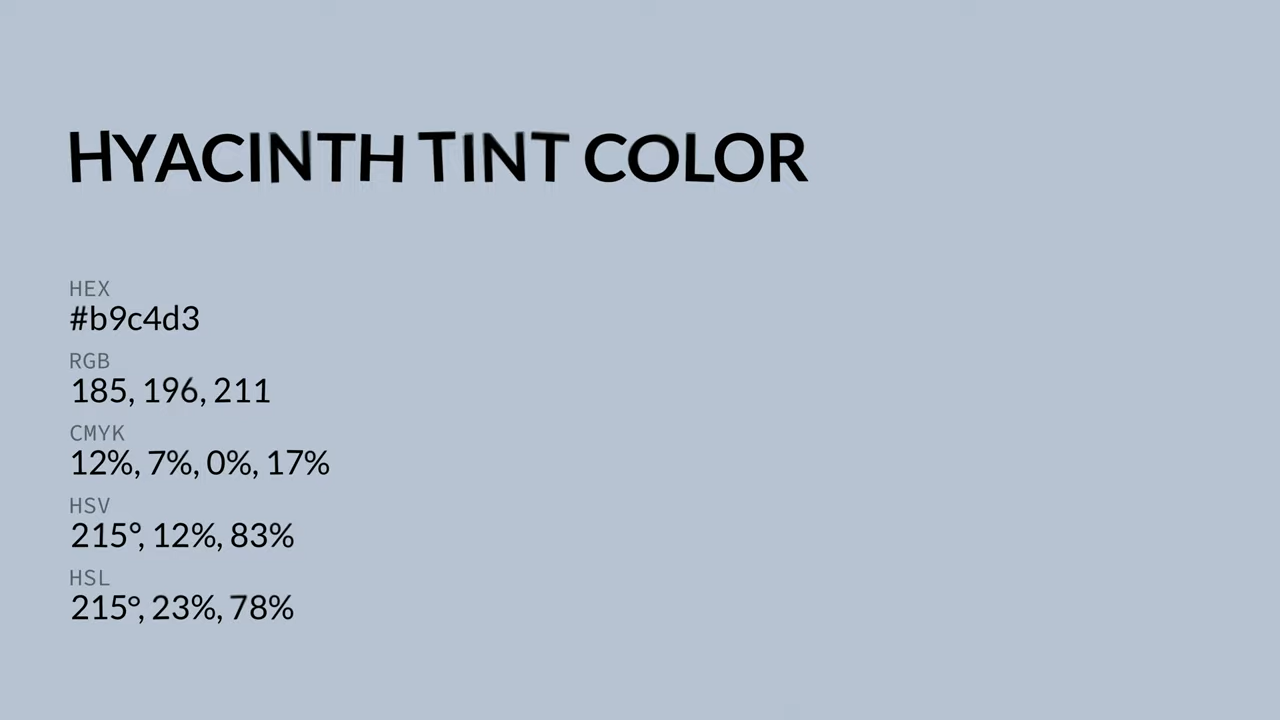 HYACINTH TINT COLOR
HEX
#b9c4d3
RGB
185, 196, 211
CMYK
12%, 7%, 0%, 17%
HSV
215°, 12%, 83%
HSL
215°, 23%, 78%